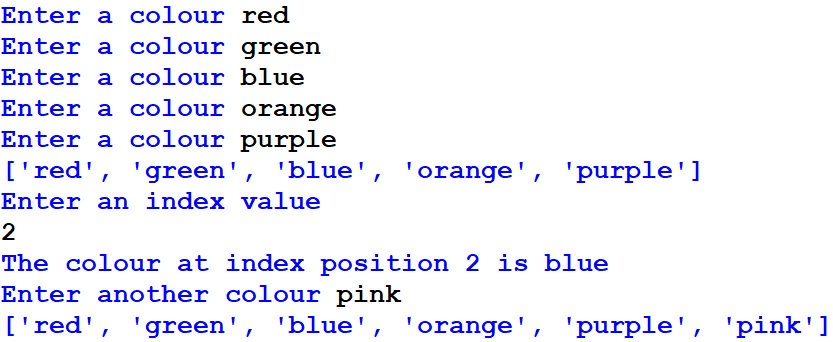 Enter a colour red
Enter a colour green
Enter a colour blue
Enter a colour orange
Enter a colour purple
['red', 'green', 'blue', 'orange', 'purple']
Enter an index value
2
The colour at index position 2 is blue
Enter another colour pink
['red', 'green', 'blue', 'orange', 'purple', 'pink']